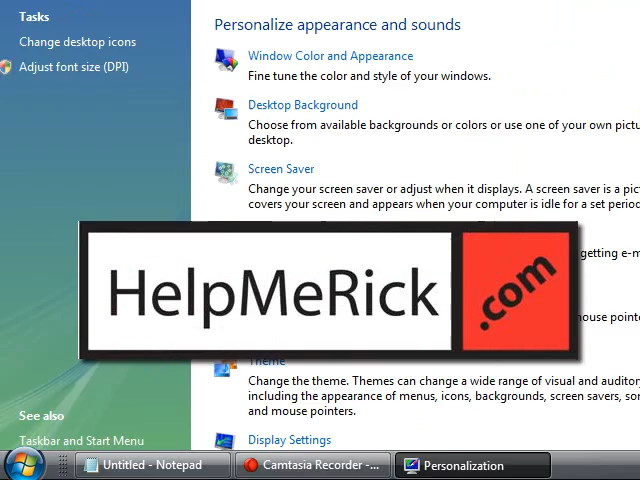 Tasks
Change desktop icons
Adjust font size (DPI)
Personalize appearance and sounds
Window Color and Appearance
Fine tune the color and style of your windows.
Desktop Background
Choose from available backgrounds or colors or use one of your own
desktop.
Screen Saver
Change your screen saver or adjust when it displays. A screen saver is a
covers your screen and appears when your computer is idle for a set
getting
HelpMeRick
.com
mouse
Theme
Change the theme. Themes can change a wide range of visual and
including the appearance of menus, icons, backgrounds, screen savers,
and mouse pointers.
See also
Taskbar and Start Menu
Display Settings
Untitled - Notepad
Camtasia Recorder - ...
Personalization